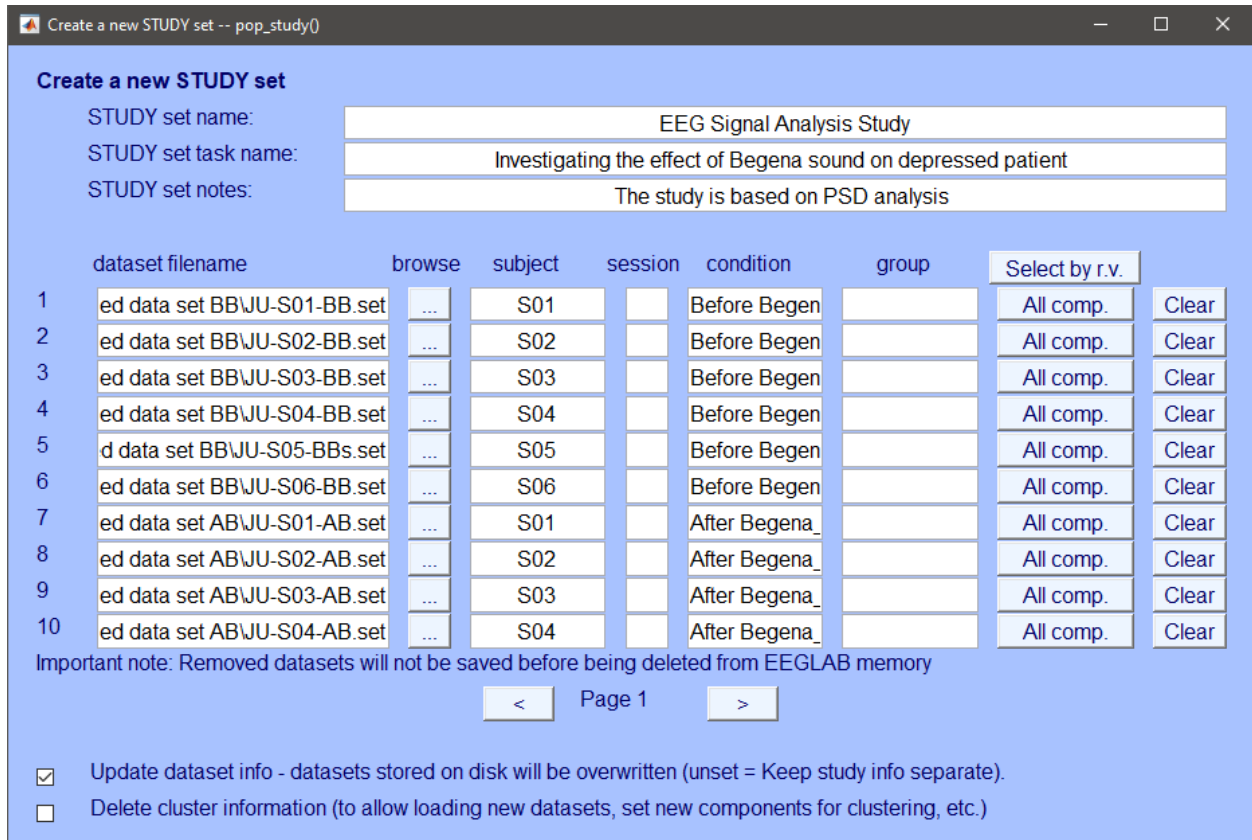 Create a new STUDY set -- pop_study()
Create a new STUDY set
STUDY set name: EEG Signal Analysis Study
STUDY set task name: Investigating the effect of Begena sound on depressed patient
STUDY set notes: The study is based on PSD analysis
dataset filename browse subject session condition group Select by r.v.
1 ed data set BB\JU-S01-BB.set ... S01 Before Begen All comp. Clear
2 ed data set BB\JU-S02-BB.set ... S02 Before Begen All comp. Clear
3 ed data set BB\JU-S03-BB.set ... S03 Before Begen All comp. Clear
4 ed data set BB\JU-S04-BB.set ... S04 Before Begen All comp. Clear
5 d data set BB\JU-S05-BBs.set ... S05 Before Begen All comp. Clear
6 ed data set BB\JU-S06-BB.set ... S06 Before Begen All comp. Clear
7 ed data set AB\JU-S01-AB.set ... S01 After Begena_ All comp. Clear
8 ed data set AB\JU-S02-AB.set ... S02 After Begena_ All comp. Clear
9 ed data set AB\JU-S03-AB.set ... S03 After Begena_ All comp. Clear
10 ed data set AB\JU-S04-AB.set ... S04 After Begena_ All comp. Clear
Important note: Removed datasets will not be saved before being deleted from EEGLAB memory
< Page 1 >
Update dataset info - datasets stored on disk will be overwritten (unset = Keep study info separate).
Delete cluster information (to allow loading new datasets, set new components for clustering, etc.)